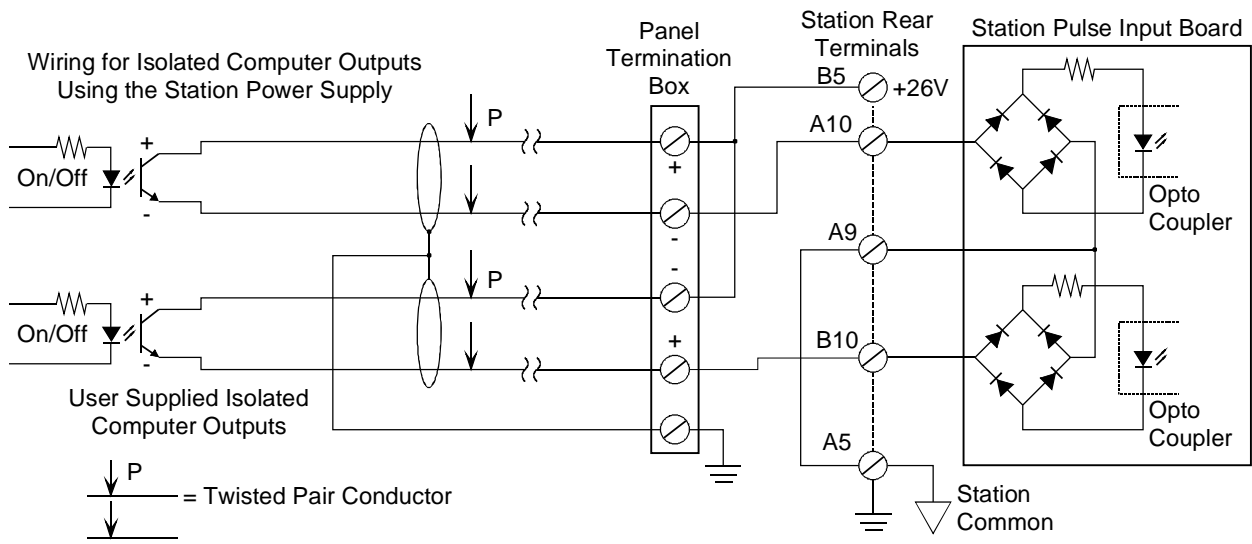 Wiring for Isolated Computer Outputs
Using the Station Power Supply
Panel
Termination
Box
Station Rear
Terminals
Station Pulse Input Board
B5
+26V
P
A10
+
On/Off
-
+
-
Opto
Coupler
A9
-
P
+
On/Off
-
+
B10
Opto
Coupler
User Supplied Isolated
Computer Outputs
A5
P
= Twisted Pair Conductor
Station
Common